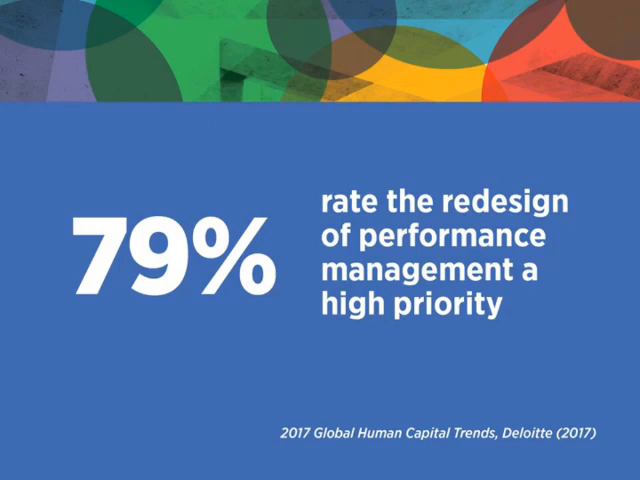 79%
rate the redesign
of performance
management a
high priority
2017 Global Human Capital Trends, Deloitte (2017)